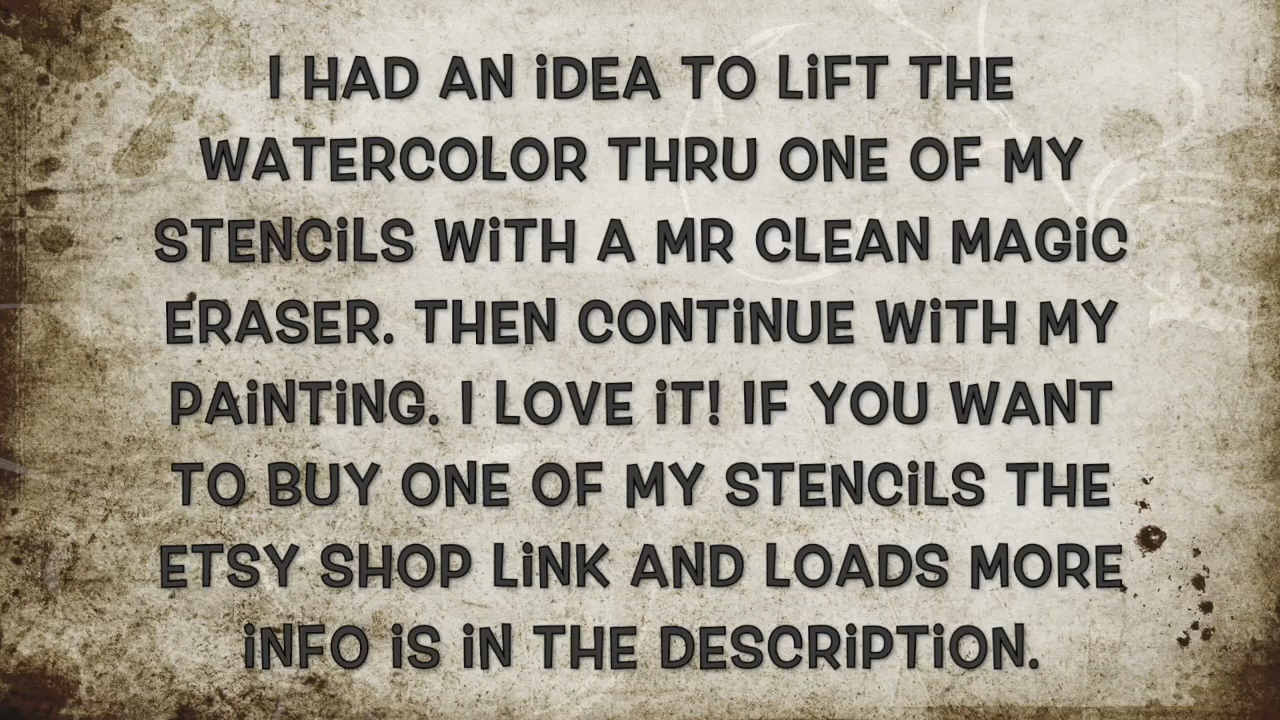 I HAD AN iDEA TO LiFT THE
WATERCOLOR THRU ONE OF MY
STENCiLS WiTH A MR CLEAN MAGiC
ERASER. THEN CONTiNUE WiTH MY
PAiNTiNG. I LOVE iT! IF YOU WANT
TO BUY ONE OF MY STENCiLS THE
ETSY SHOP LiNK AND LOADS MORE
iNFO iS iN THE DESCRiPTiON.